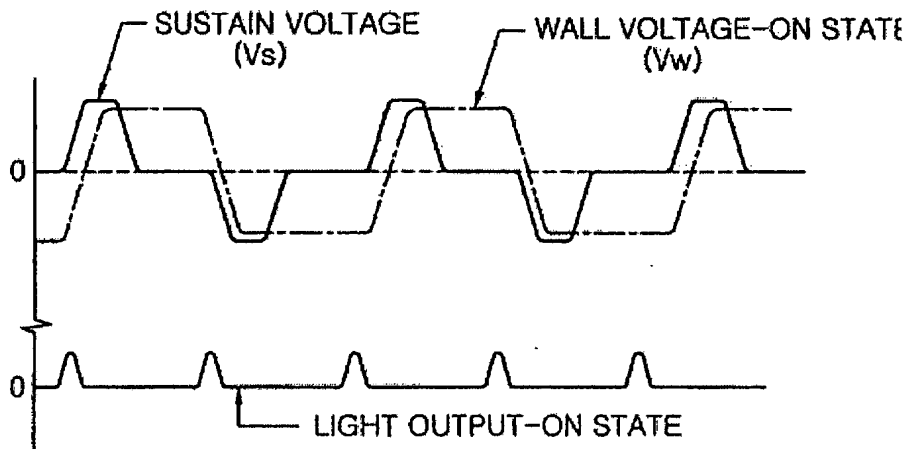 SUSTAIN VOLTAGE
(Vs)
WALL VOLTAGE-ON STATE
(Vw)
0
0
LIGHT OUTPUT-ON STATE